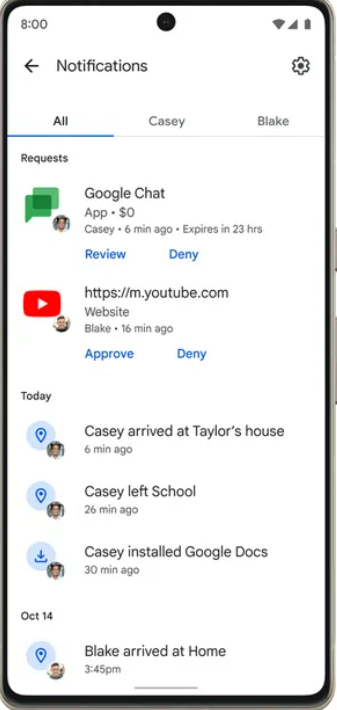 8:00
Notifications
All Casey Blake
Requests
Google Chat
App • $0
Casey • 6 min ago • Expires in 23 hrs
Review Deny
https://m.youtube.com
Website
Blake • 16 min ago
Approve Deny
Today
Casey arrived at Taylor's house
6 min ago
Casey left School
26 min ago
Casey installed Google Docs
30 min ago
Oct 14
Blake arrived at Home
3:45pm